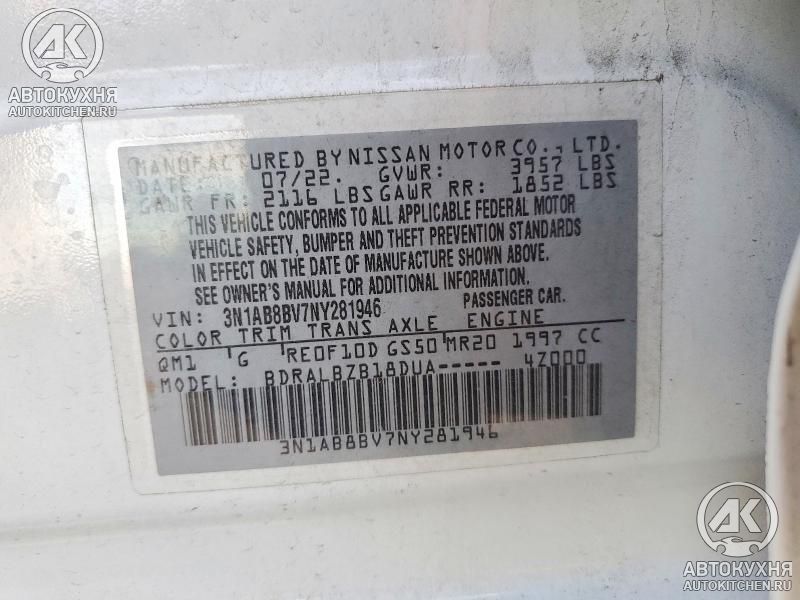 AK
АВТОКУХНЯ
AUTOKITCHEN.RU
MANUFACTURED BY NISSAN MOTOR CO., LTD.
DATE: 07/22. GVWR: 3957 LBS
GAWR FR: 2116 LBS GAWR RR: 1852 LBS
THIS VEHICLE CONFORMS TO ALL APPLICABLE FEDERAL MOTOR
VEHICLE SAFETY, BUMPER AND THEFT PREVENTION STANDARDS
IN EFFECT ON THE DATE OF MANUFACTURE SHOWN ABOVE.
SEE OWNER'S MANUAL FOR ADDITIONAL INFORMATION.
VIN: 3N1AB8BV7NY281946 PASSENGER CAR.
COLOR TRIM TRANS AXLE ENGINE
QM1 G RE0F10D GS50 MR20 1997 CC
MODEL: BDRALBZB18DUA----- 4Z000
3N1AB8BV7NY281946
AK
АВТОКУХНЯ
AUTOKITCHEN.RU